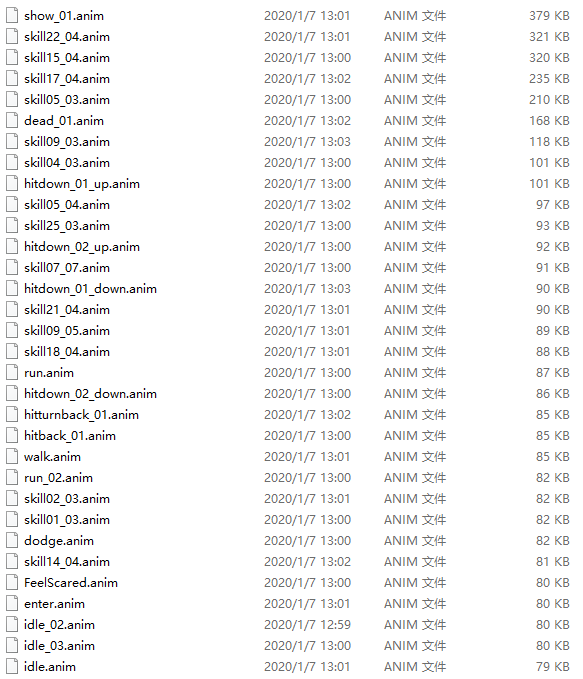 show_01.anim 2020/1/7 13:01 ANIM 文件 379 KB
skill22_04.anim 2020/1/7 13:01 ANIM 文件 321 KB
skill15_04.anim 2020/1/7 13:00 ANIM 文件 320 KB
skill17_04.anim 2020/1/7 13:02 ANIM 文件 235 KB
skill05_03.anim 2020/1/7 13:00 ANIM 文件 210 KB
dead_01.anim 2020/1/7 13:02 ANIM 文件 168 KB
skill09_03.anim 2020/1/7 13:03 ANIM 文件 118 KB
skill04_03.anim 2020/1/7 13:00 ANIM 文件 101 KB
hitdown_01_up.anim 2020/1/7 13:00 ANIM 文件 101 KB
skill05_04.anim 2020/1/7 13:02 ANIM 文件 97 KB
skill25_03.anim 2020/1/7 13:00 ANIM 文件 93 KB
hitdown_02_up.anim 2020/1/7 13:00 ANIM 文件 92 KB
skill07_07.anim 2020/1/7 13:00 ANIM 文件 91 KB
hitdown_01_down.anim 2020/1/7 13:03 ANIM 文件 90 KB
skill21_04.anim 2020/1/7 13:01 ANIM 文件 90 KB
skill09_05.anim 2020/1/7 13:01 ANIM 文件 89 KB
skill18_04.anim 2020/1/7 13:01 ANIM 文件 88 KB
run.anim 2020/1/7 13:00 ANIM 文件 87 KB
hitdown_02_down.anim 2020/1/7 13:00 ANIM 文件 86 KB
hitturnback_01.anim 2020/1/7 13:02 ANIM 文件 85 KB
hitback_01.anim 2020/1/7 13:00 ANIM 文件 85 KB
walk.anim 2020/1/7 13:01 ANIM 文件 85 KB
run_02.anim 2020/1/7 13:00 ANIM 文件 82 KB
skill02_03.anim 2020/1/7 13:01 ANIM 文件 82 KB
skill01_03.anim 2020/1/7 13:00 ANIM 文件 82 KB
dodge.anim 2020/1/7 13:00 ANIM 文件 82 KB
skill14_04.anim 2020/1/7 13:02 ANIM 文件 81 KB
FeelScared.anim 2020/1/7 13:00 ANIM 文件 80 KB
enter.anim 2020/1/7 13:01 ANIM 文件 80 KB
idle_02.anim 2020/1/7 12:59 ANIM 文件 80 KB
idle_03.anim 2020/1/7 13:00 ANIM 文件 80 KB
idle.anim 2020/1/7 13:01 ANIM 文件 79 KB